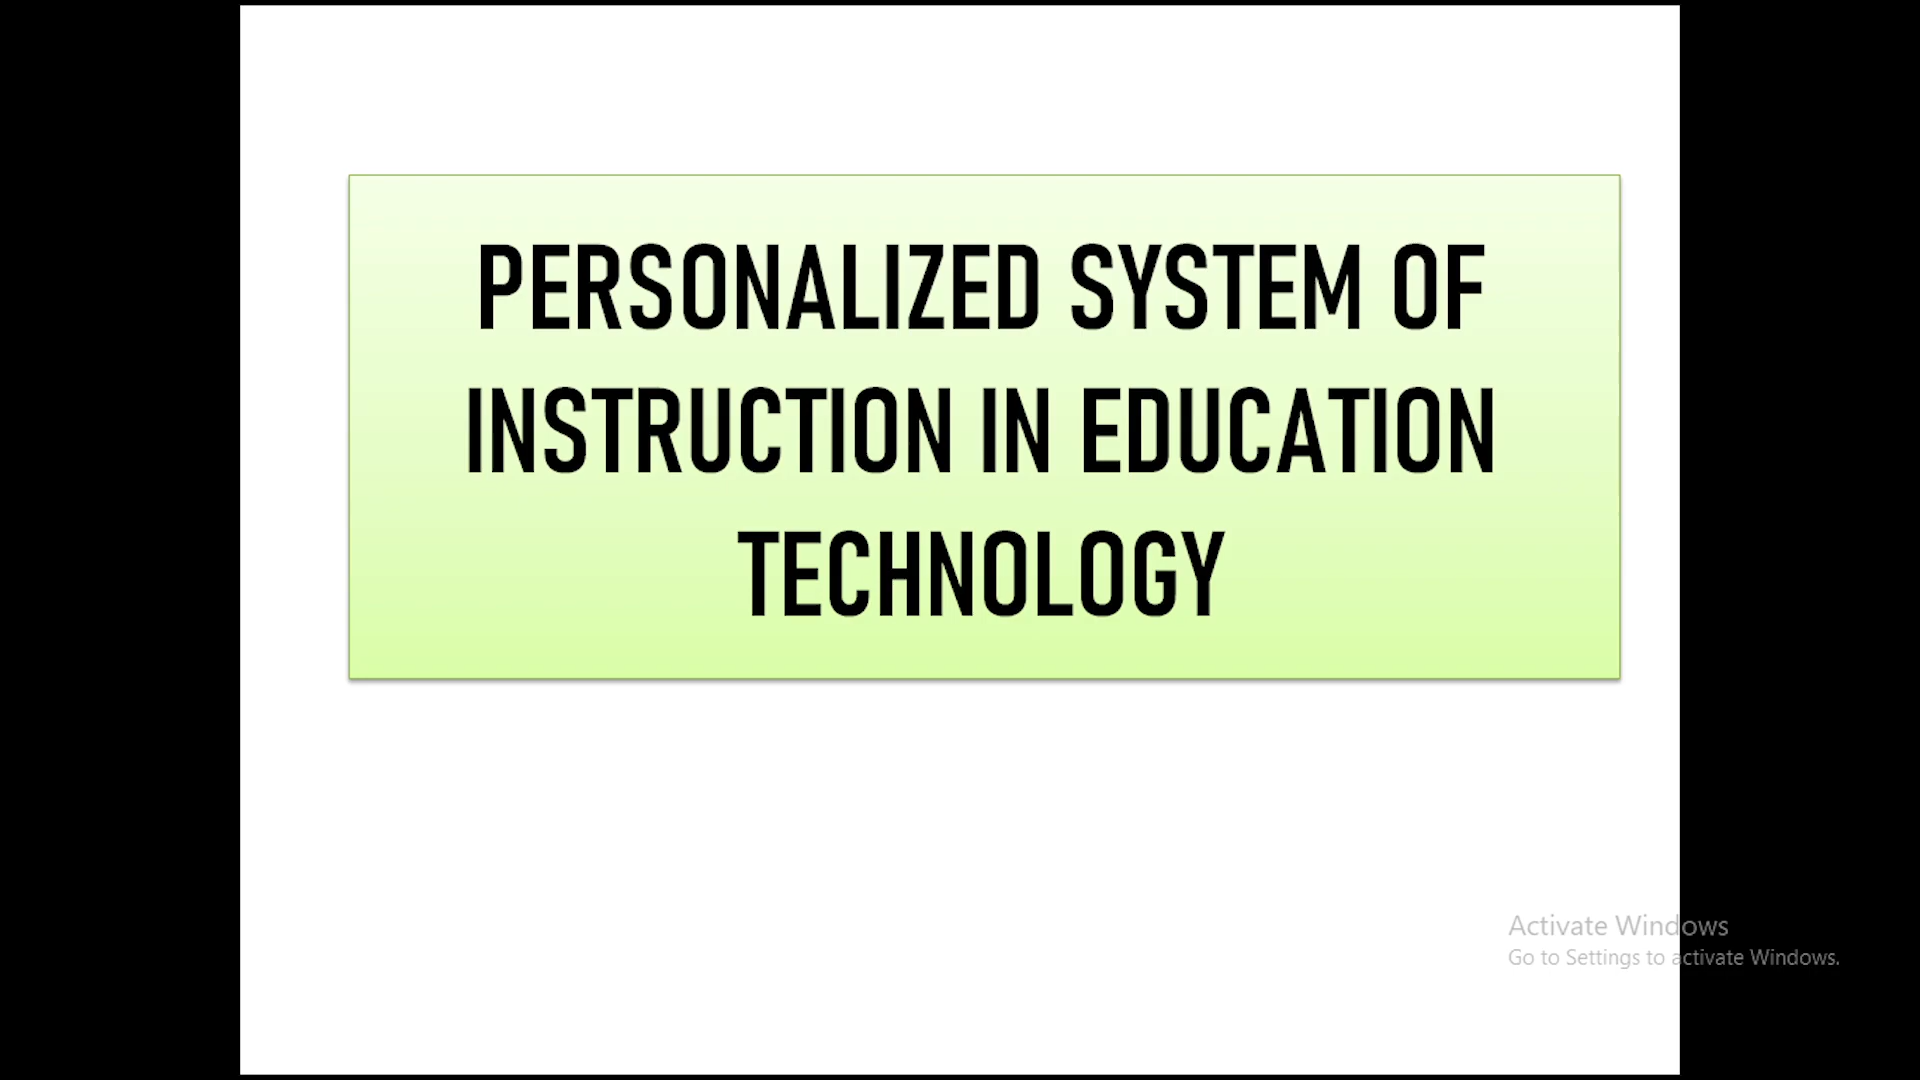 PERSONALIZED SYSTEM OF
INSTRUCTION IN EDUCATION
TECHNOLOGY
Activate Windows
Go to Settings to activate Windows.